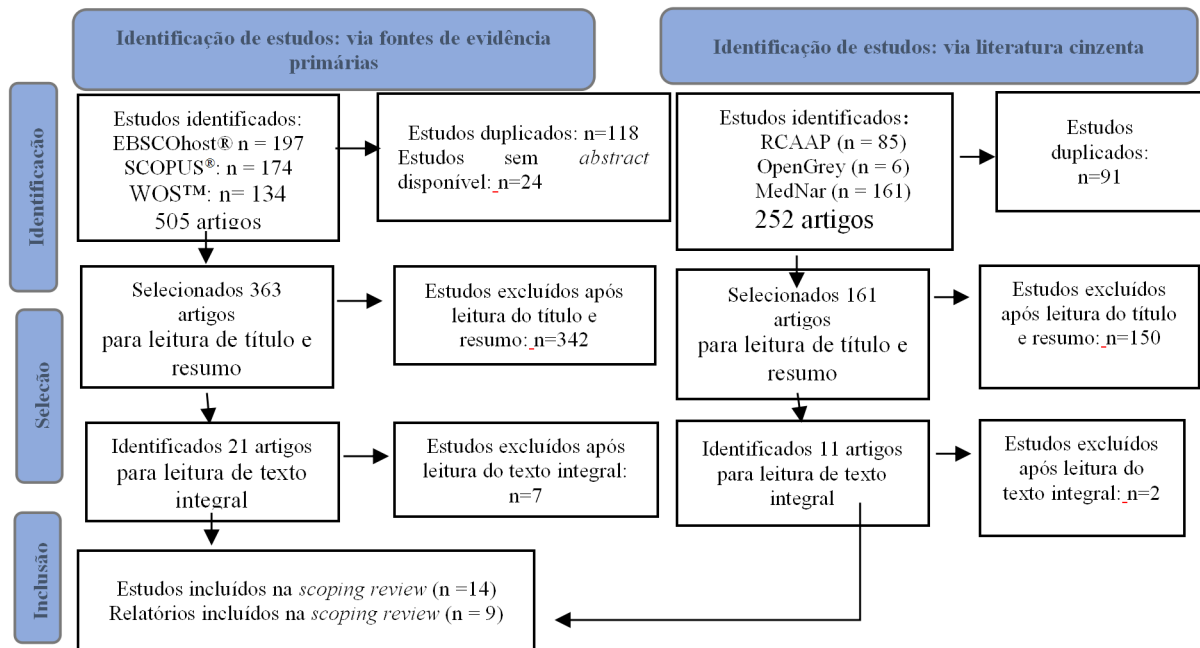 Identificação de estudos: via fontes de evidência
primárias
Identificação de estudos: via literatura cinzenta
Identificação
Estudos identificados:
EBSCOhost® n = 197
SCOPUS®: n = 174
WOS™: n= 134
505 artigos
Estudos duplicados: n=118
Estudos sem abstract
disponível: n=24
Estudos identificados:
RCAAP (n = 85)
OpenGrey (n = 6)
MedNar (n = 161)
252 artigos
Estudos
duplicados:
n=91
Seleção
Selecionados 363
artigos
para leitura de título e
resumo
Estudos excluídos após
leitura do título e
resumo: n=342
Selecionados 161
artigos
para leitura de título e
resumo
Estudos excluídos
após leitura do título
e resumo: n=150
Identificados 21 artigos
para leitura de texto
integral
Estudos excluídos após
leitura do texto integral:
n=7
Identificados 11 artigos
para leitura de texto
integral
Estudos excluídos
após leitura do
texto integral: n=2
Inclusão
Estudos incluídos na scoping review (n =14)
Relatórios incluídos na scoping review (n = 9)